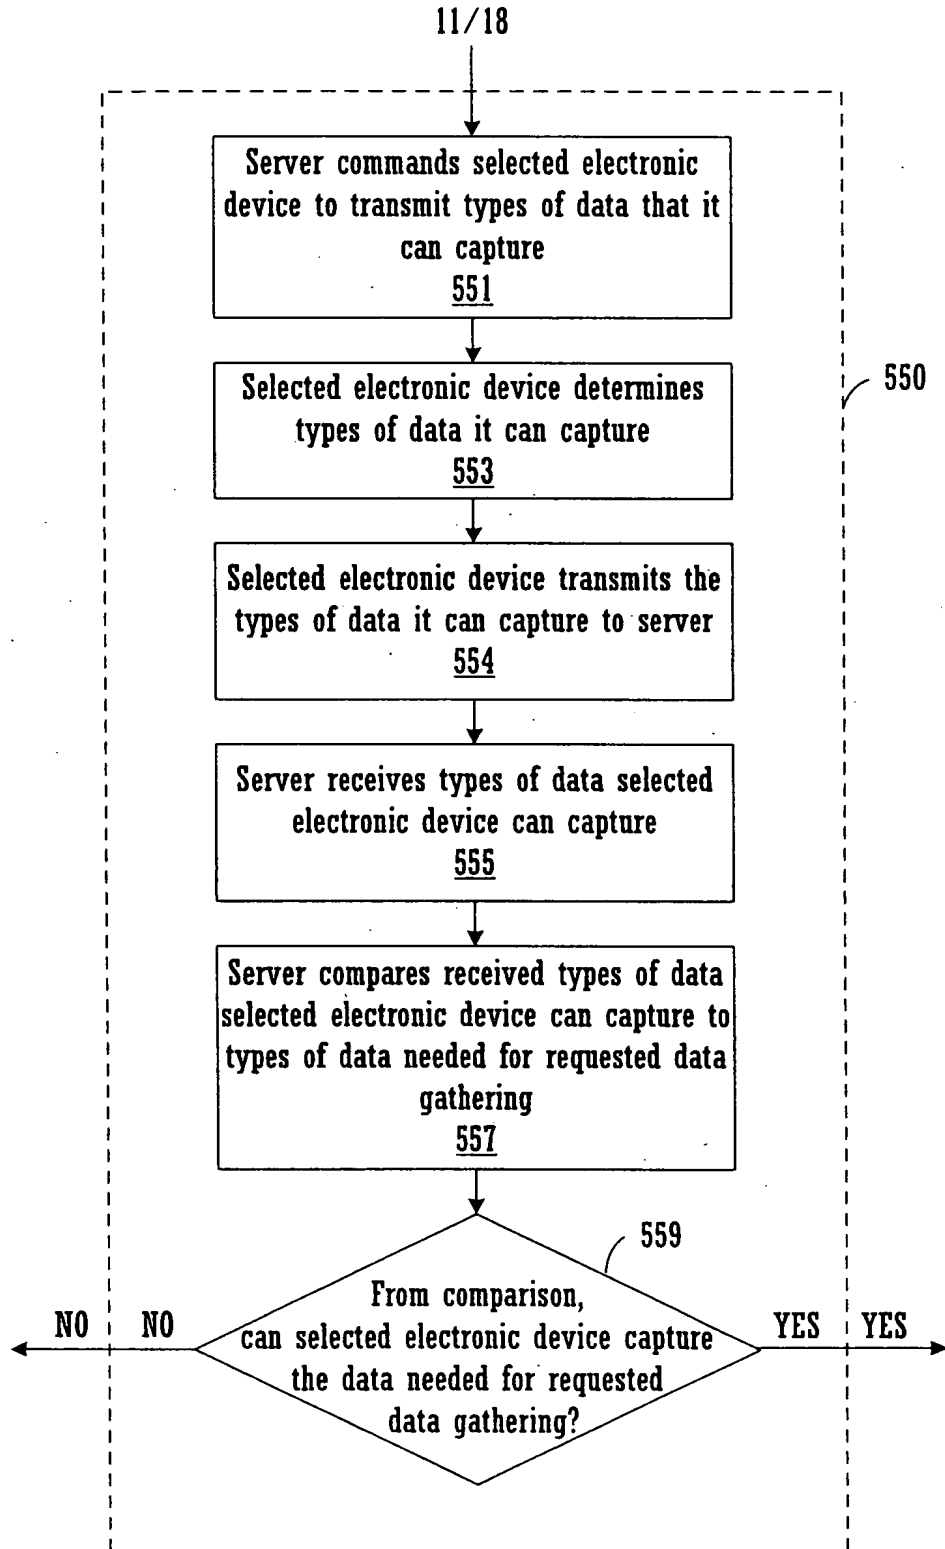 11/18
Server commands selected electronic
device to transmit types of data that it
can capture
551
550
Selected electronic device determines
types of data it can capture
553
Selected electronic device transmits the
types of data it can capture to server
554
Server receives types of data selected
electronic device can capture
555
Server compares received types of data
selected electronic device can capture to
types of data needed for requested data
gathering
557
559
From comparison,
can selected electronic device capture
the data needed for requested
data gathering?
NO NO YES YES